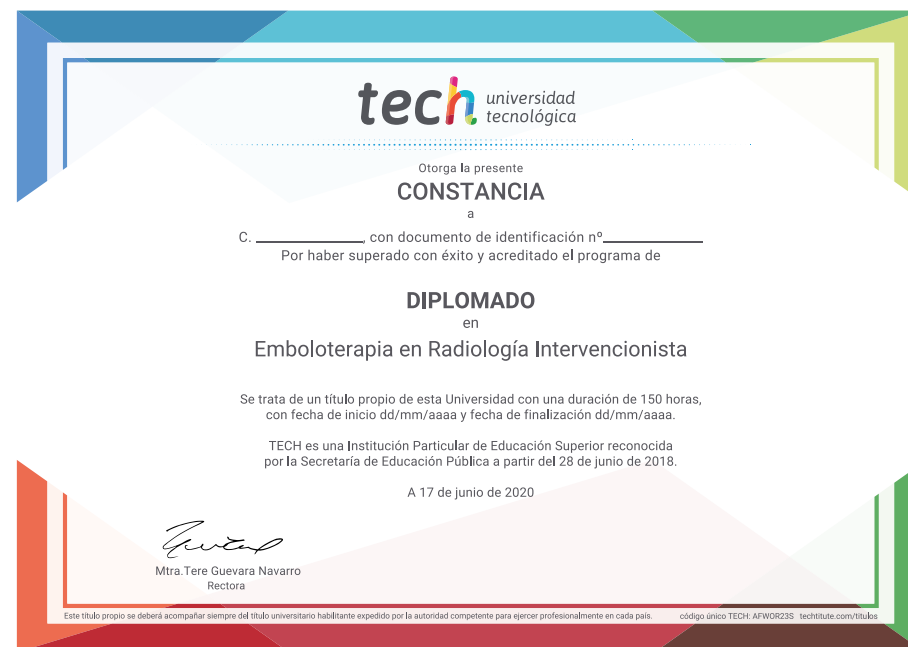 tech universidad
tecnológica
Otorga la presente
CONSTANCIA
a
C. ______________, con documento de identificación nº_____________
Por haber superado con éxito y acreditado el programa de
DIPLOMADO
en
Emboloterapia en Radiología Intervencionista
Se trata de un título propio de esta Universidad con una duración de 150 horas,
con fecha de inicio dd/mm/aaaa y fecha de finalización dd/mm/aaaa.
TECH es una Institución Particular de Educación Superior reconocida
por la Secretaría de Educación Pública a partir del 28 de junio de 2018.
A 17 de junio de 2020
Mtra.Tere Guevara Navarro
Rectora
Este título propio se deberá acompañar siempre del título universitario habilitante expedido por la autoridad competente para ejercer profesionalmente en cada país. código único TECH: AFWOR23S techtitute.com/titulos